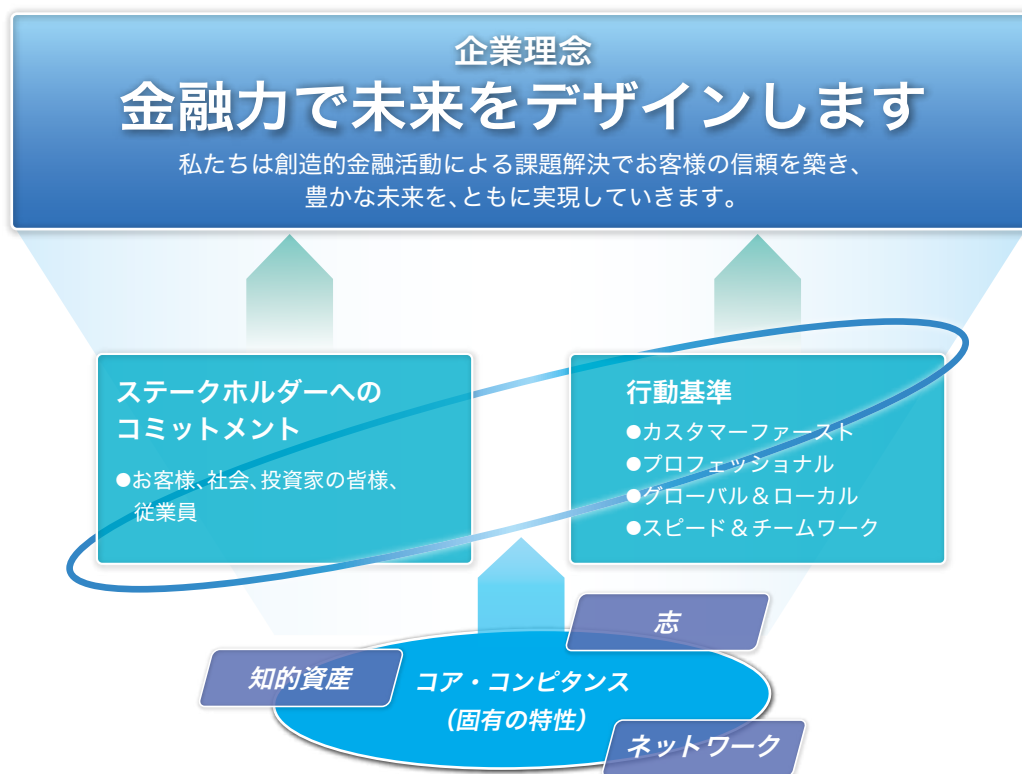 企業理念
金融力で未来をデザインします
私たちは創造的金融活動による課題解決でお客様の信頼を築き、
豊かな未来を、ともに実現していきます。
ステークホルダーへの
コミットメント
●お客様、社会、投資家の皆様、
従業員
行動基準
●カスタマーファースト
●プロフェッショナル
●グローバル＆ローカル
●スピード＆チームワーク
志
知的資産
コア・コンピタンス
（固有の特性）
ネットワーク